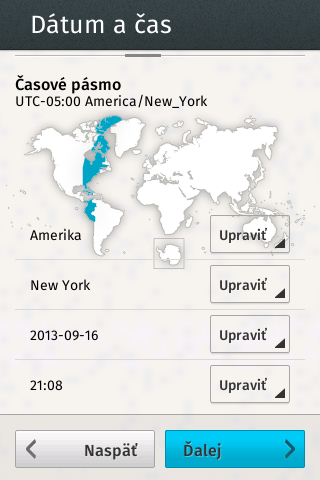 Dátum a čas
Časové pásmo
UTC-05:00 America/New_York
Amerika Upraviť
New York Upraviť
2013-09-16 Upraviť
21:08 Upraviť
Naspäť Ďalej